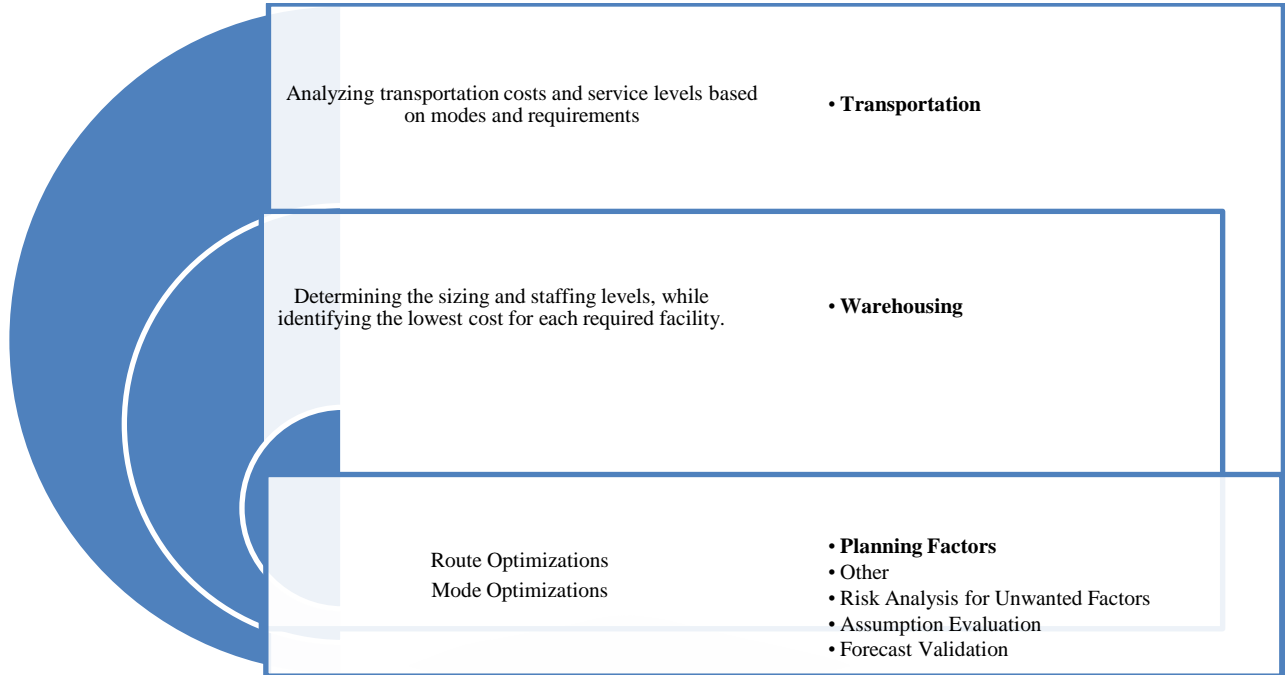 Analyzing transportation costs and service levels based
on modes and requirements
• Transportation
Determining the sizing and staffing levels, while
identifying the lowest cost for each required facility.
• Warehousing
Route Optimizations
Mode Optimizations
• Planning Factors
• Other
• Risk Analysis for Unwanted Factors
• Assumption Evaluation
• Forecast Validation